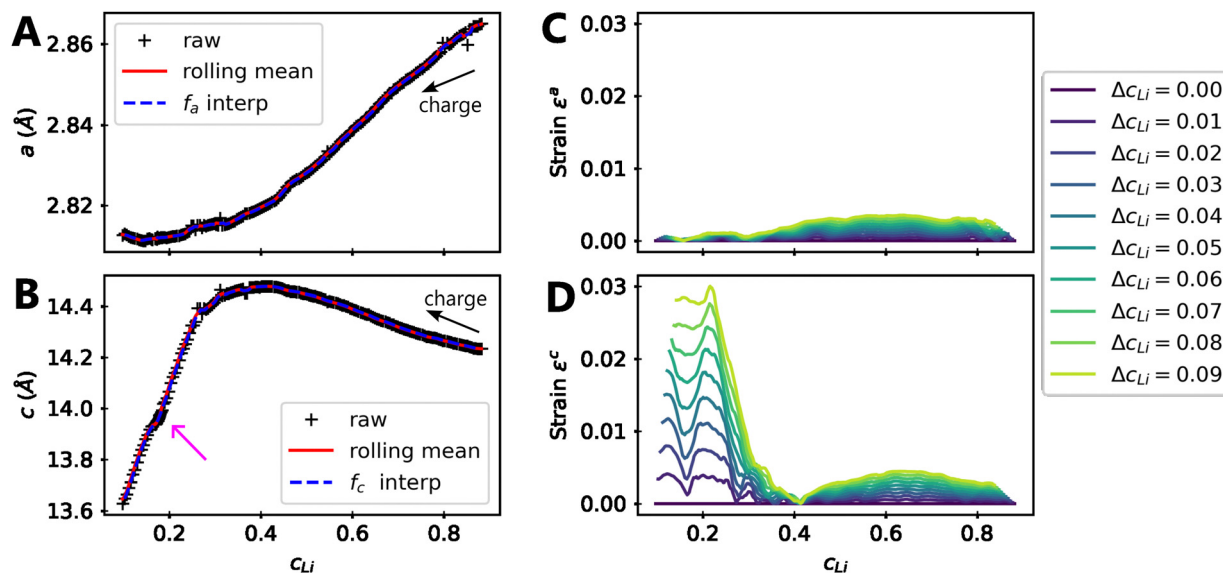 A
2.86
2.84
2.82
a (Å)
raw
rolling mean
f_a interp
charge
B
14.4
14.2
14.0
13.8
13.6
c (Å)
charge
raw
rolling mean
f_c interp
0.2 0.4 0.6 0.8
c_Li
C
0.03
0.02
0.01
0.00
Strain ε^a
D
0.03
0.02
0.01
0.00
Strain ε^c
0.2 0.4 0.6 0.8
c_Li
Δc_Li = 0.00
Δc_Li = 0.01
Δc_Li = 0.02
Δc_Li = 0.03
Δc_Li = 0.04
Δc_Li = 0.05
Δc_Li = 0.06
Δc_Li = 0.07
Δc_Li = 0.08
Δc_Li = 0.09